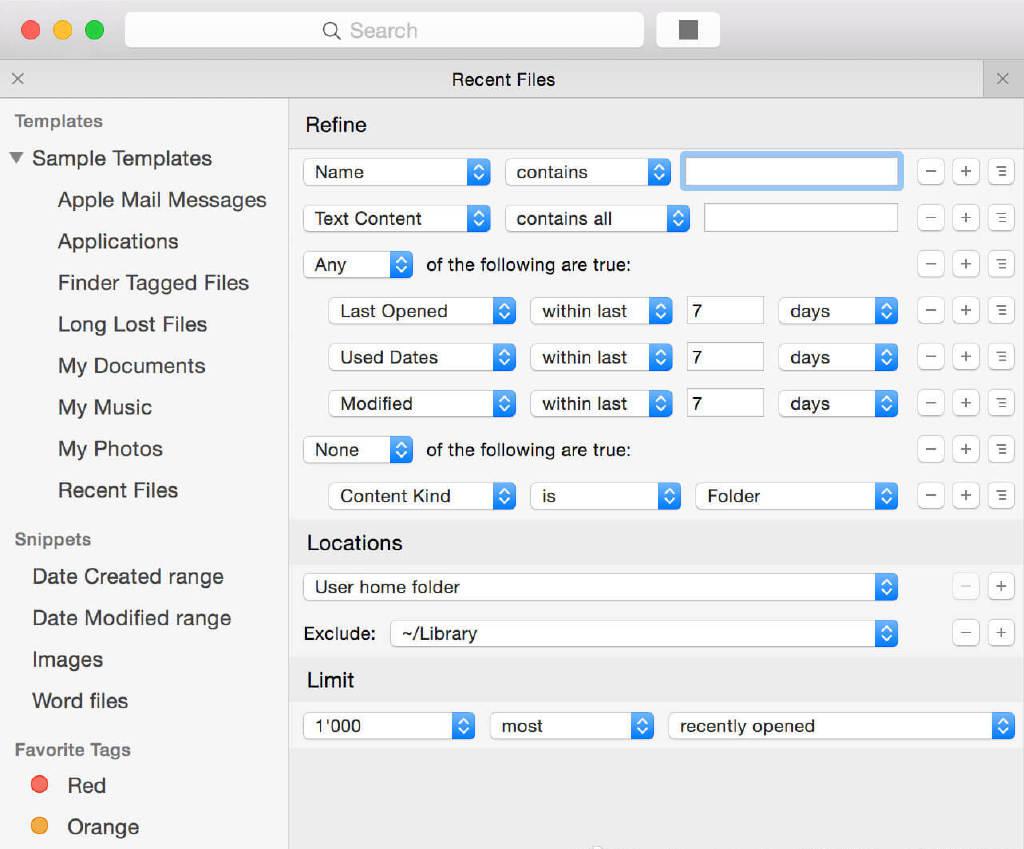 Search
Recent Files
Templates
Sample Templates
Apple Mail Messages
Applications
Finder Tagged Files
Long Lost Files
My Documents
My Music
My Photos
Recent Files
Snippets
Date Created range
Date Modified range
Images
Word files
Favorite Tags
Red
Orange
Refine
Name contains
Text Content contains all
Any of the following are true:
Last Opened within last 7 days
Used Dates within last 7 days
Modified within last 7 days
None of the following are true:
Content Kind is Folder
Locations
User home folder
Exclude: ~/Library
Limit
1'000 most recently opened